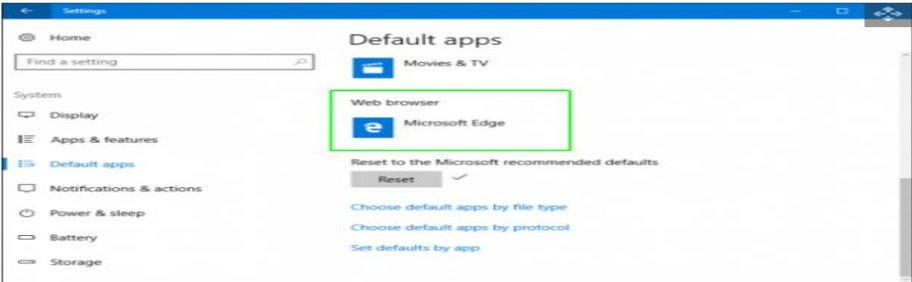 Settings
Home
Find a setting
System
Display
Apps & features
Default apps
Notifications & actions
Power & sleep
Battery
Storage
Default apps
Movies & TV
Web browser
Microsoft Edge
Reset to the Microsoft recommended defaults
Reset
Choose default apps by file type
Choose default apps by protocol
Set defaults by app